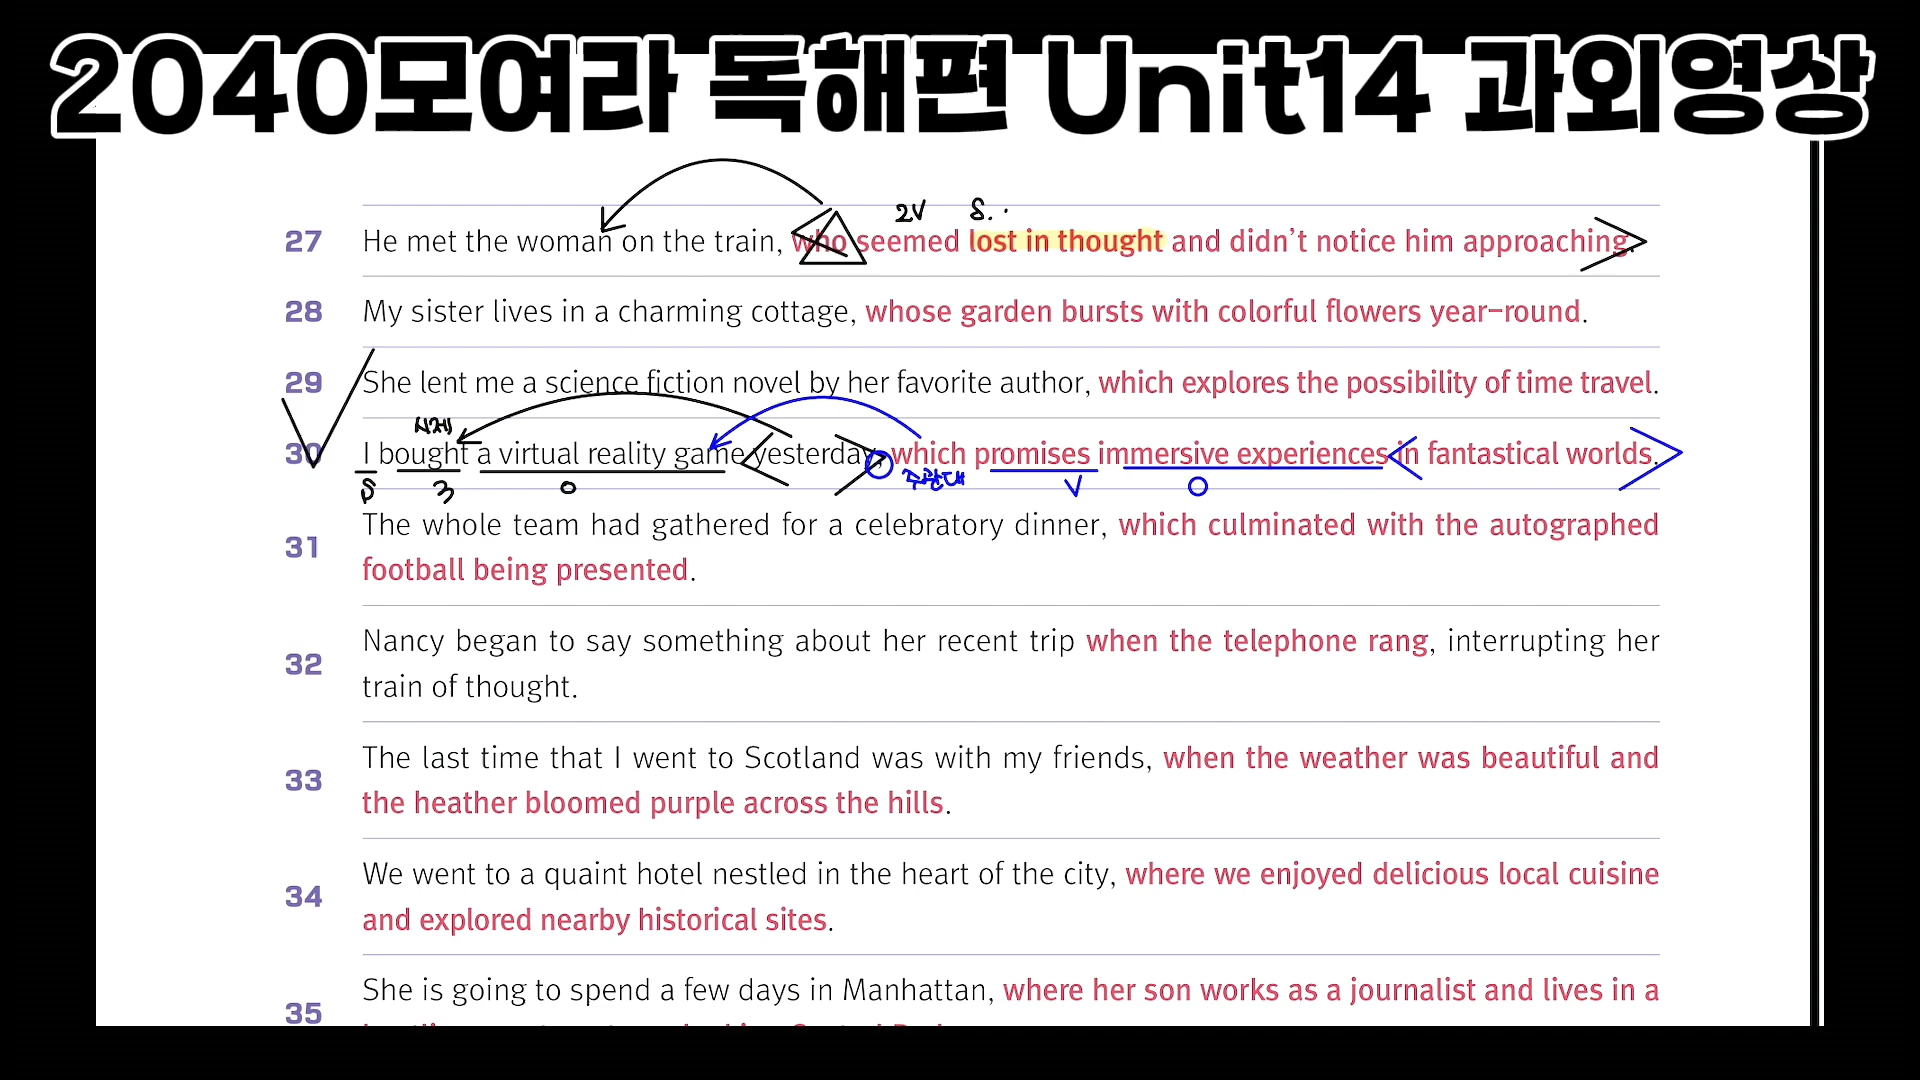 2040모여라 독해편 Unit14 과외영상
2V S.
27 He met the woman on the train, who seemed lost in thought and didn't notice him approaching.
28 My sister lives in a charming cottage, whose garden bursts with colorful flowers year-round.
29 She lent me a science fiction novel by her favorite author, which explores the possibility of time travel.
시제
30 I bought a virtual reality game yesterday, which promises immersive experiences in fantastical worlds.
S 3 O 주관대 V O
31 The whole team had gathered for a celebratory dinner, which culminated with the autographed
football being presented.
32 Nancy began to say something about her recent trip when the telephone rang, interrupting her
train of thought.
33 The last time that I went to Scotland was with my friends, when the weather was beautiful and
the heather bloomed purple across the hills.
34 We went to a quaint hotel nestled in the heart of the city, where we enjoyed delicious local cuisine
and explored nearby historical sites.
35 She is going to spend a few days in Manhattan, where her son works as a journalist and lives in a